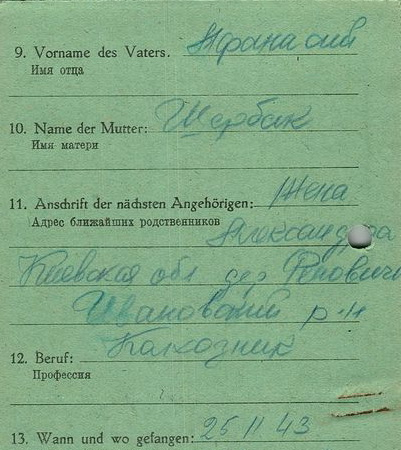 9. Vorname des Vaters. Афанасий
Имя отца
10. Name der Mutter: Щербак
Имя матери
11. Anschrift der nächsten Angehörigen: Жена
Адрес ближайших родственников Александра
Киевская обл дер Реповичи
Ивановский р-н
12. Beruf: Калхозник
Профессия
13. Wann und wo gefangen: 25 11 43